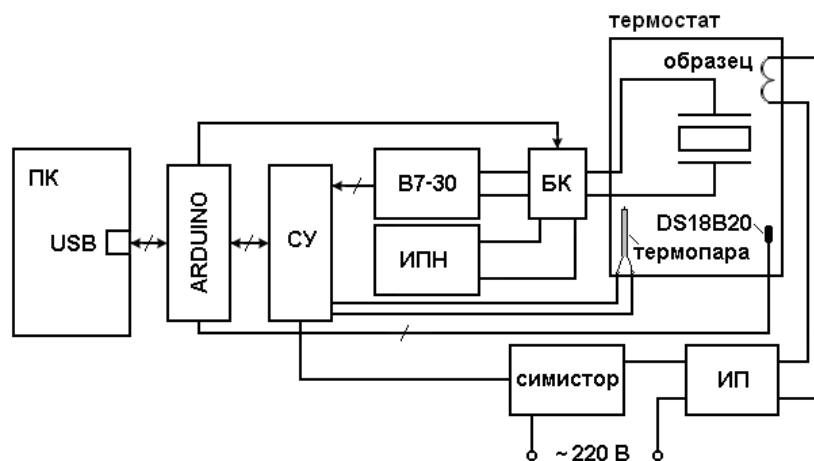 термостат
образец
ПК
USB
ARDUINO
СУ
В7-30
ИПН
БК
DS18B20
термопара
симистор
ИП
~ 220 В